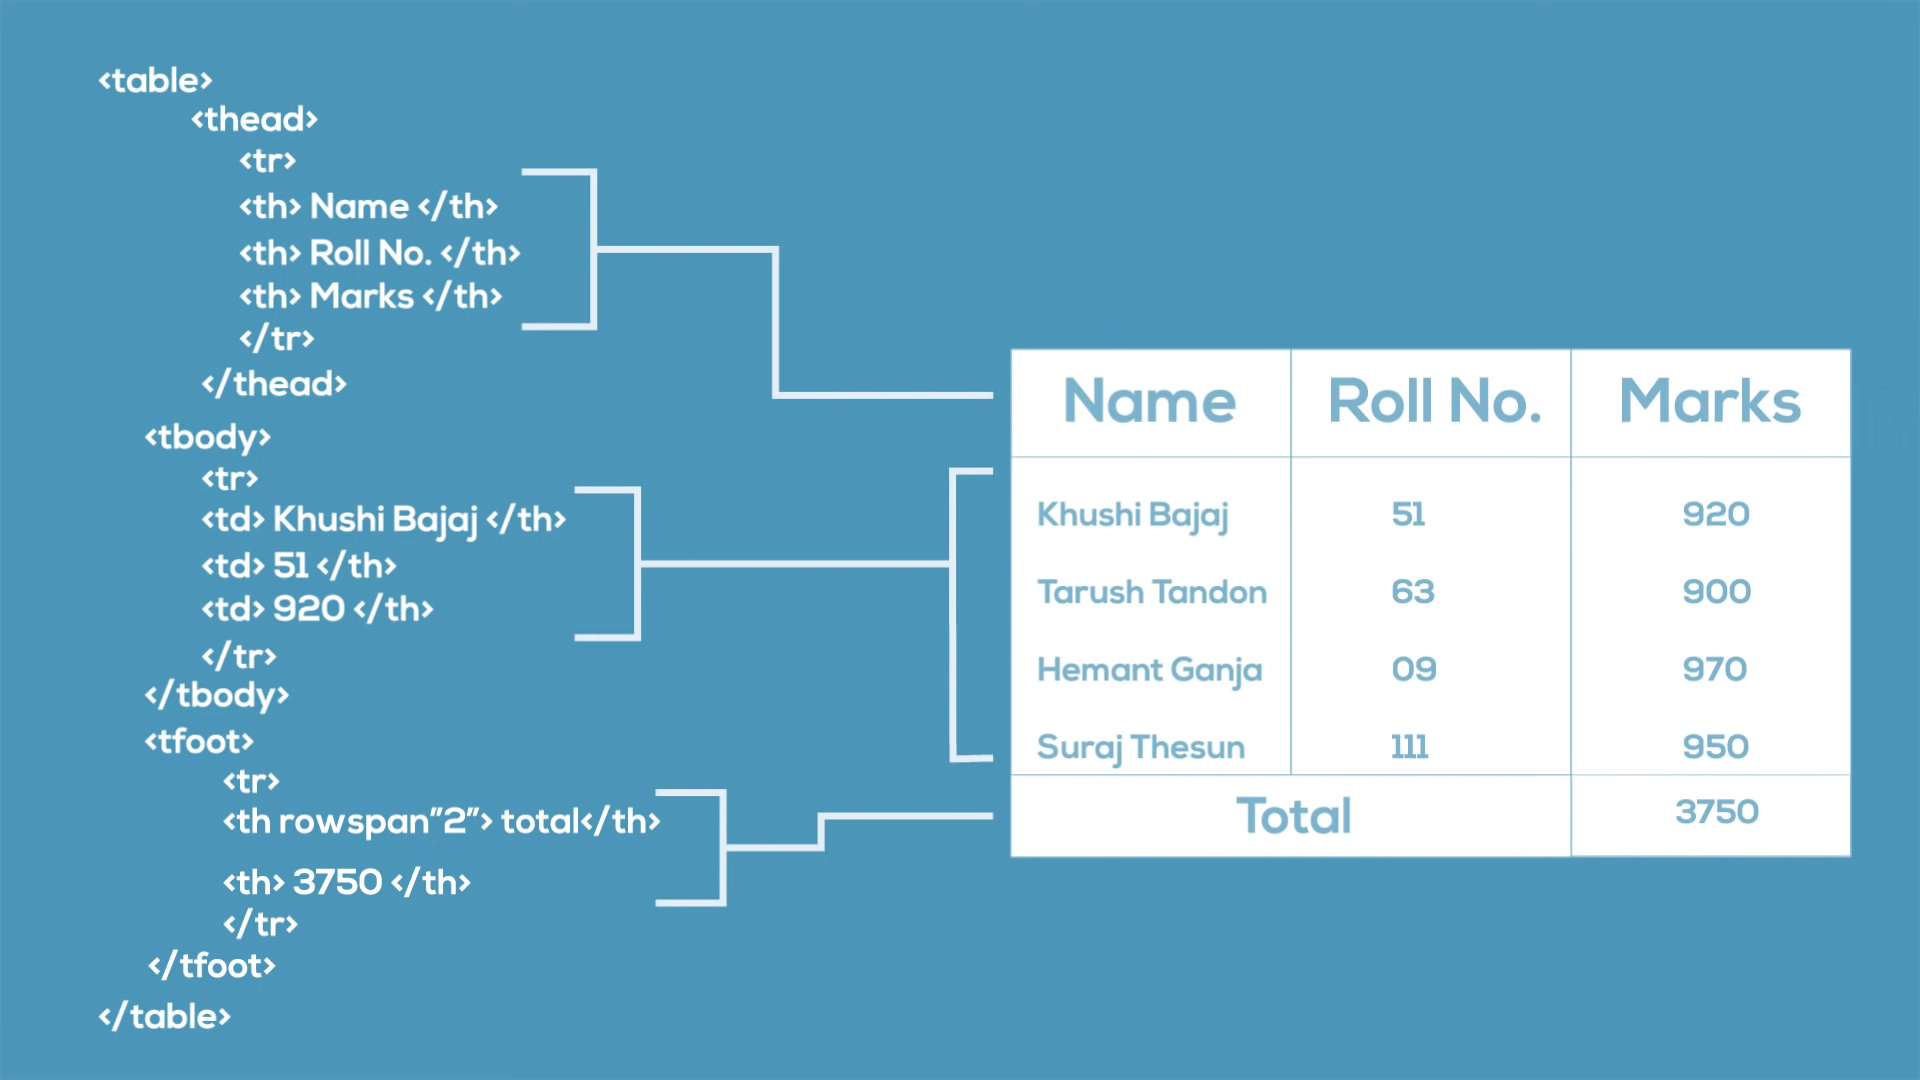 <table>
<thead>
<tr>
<th> Name </th>
<th> Roll No. </th>
<th> Marks </th>
</tr>
</thead>
<tbody>
<tr>
<td> Khushi Bajaj </th>
<td> 51 </th>
<td> 920 </th>
</tr>
</tbody>
<tfoot>
<tr>
<th rowspan”2”> total</th>
<th> 3750 </th>
</tr>
</tfoot>
</table>
Name Roll No. Marks
Khushi Bajaj 51 920
Tarush Tandon 63 900
Hemant Ganja 09 970
Suraj Thesun 111 950
Total 3750